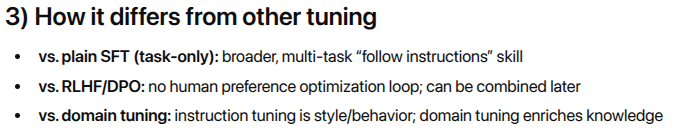 3) How it differs from other tuning
• vs. plain SFT (task-only): broader, multi-task “follow instructions” skill
• vs. RLHF/DPO: no human preference optimization loop; can be combined later
• vs. domain tuning: instruction tuning is style/behavior; domain tuning enriches knowledge